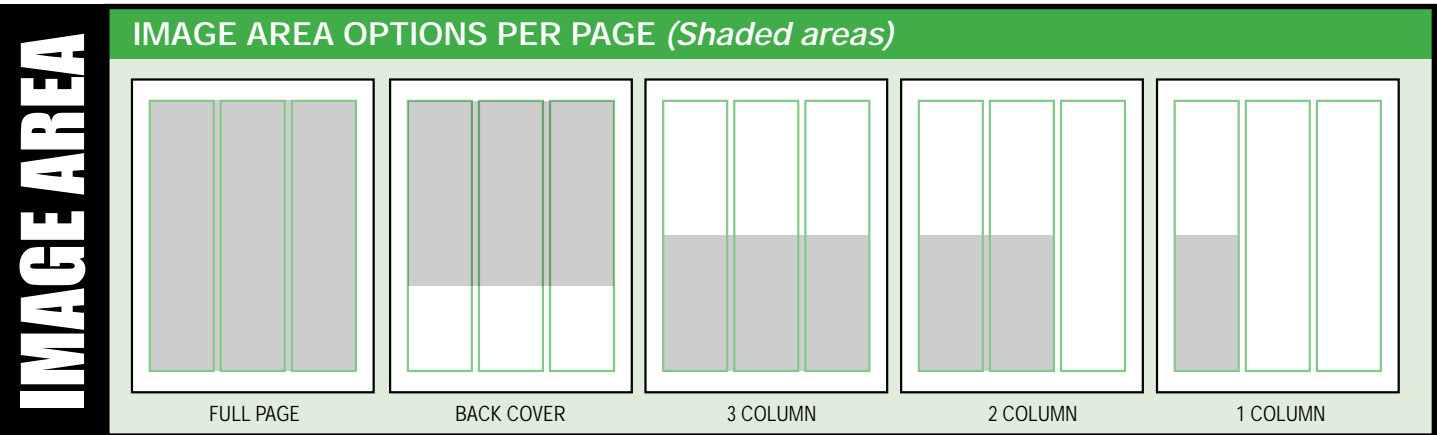 IMAGE AREA
IMAGE AREA OPTIONS PER PAGE (Shaded areas)
FULL PAGE
BACK COVER
3 COLUMN
2 COLUMN
1 COLUMN